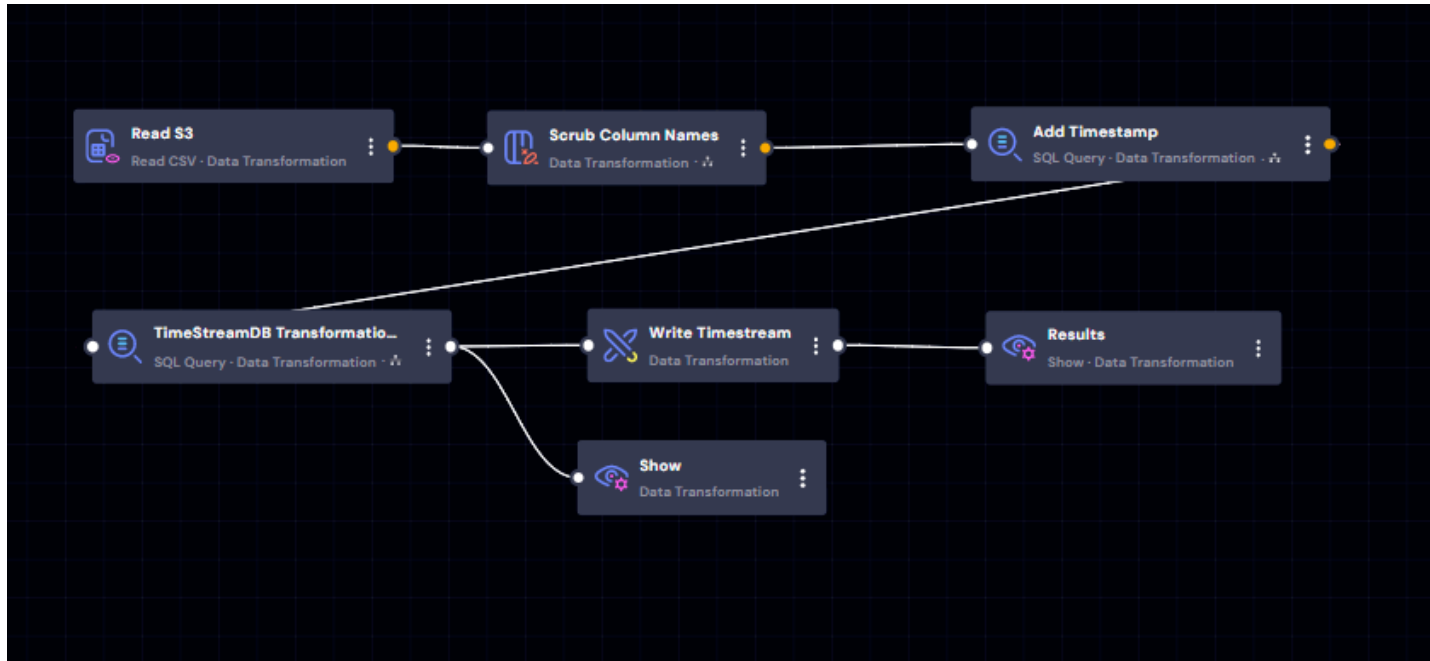 Read S3
Read CSV · Data Transformation
Scrub Column Names
Data Transformation ·
Add Timestamp
SQL Query · Data Transformation ·
TimeStreamDB Transformatio...
SQL Query · Data Transformation ·
Write Timestream
Data Transformation
Results
Show · Data Transformation
Show
Data Transformation